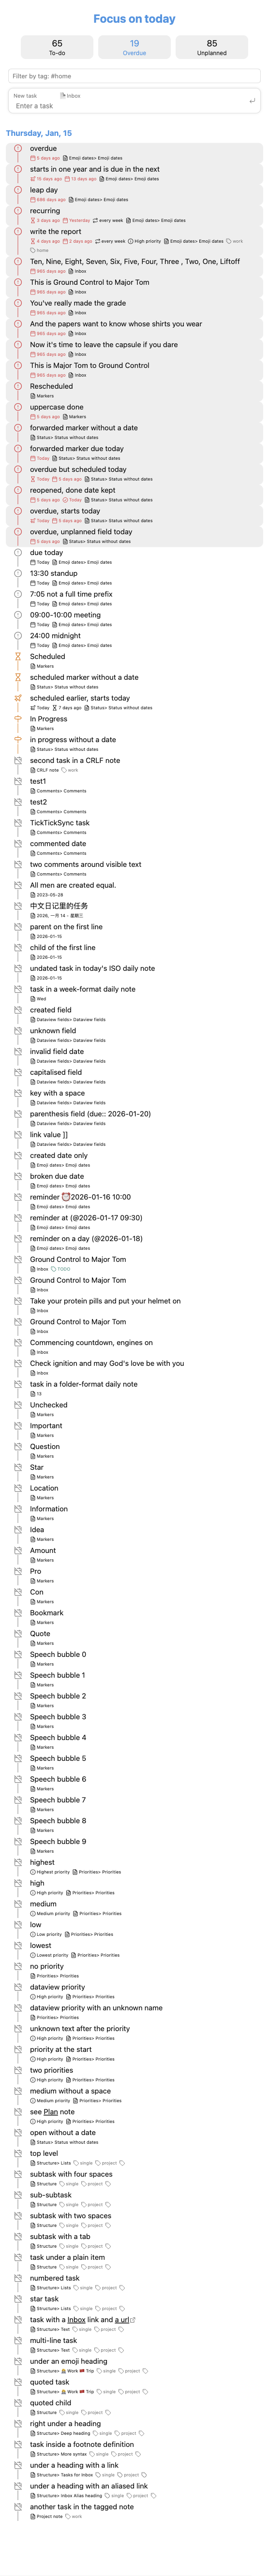 Focus on today
65 19 85
To-do Overdue Unplanned
Filter by tag: #home
New task Inbox
Enter a task
Thursday, Jan, 15
overdue
5 days ago Emoji dates> Emoji dates
starts in one year and is due in the next
15 days ago 13 days ago Emoji dates> Emoji dates
leap day
686 days ago Emoji dates> Emoji dates
recurring
3 days ago Yesterday every week Emoji dates> Emoji dates
write the report
4 days ago 2 days ago every week High priority Emoji dates> Emoji dates work
home
Ten, Nine, Eight, Seven, Six, Five, Four, Three , Two, One, Liftoff
965 days ago Inbox
This is Ground Control to Major Tom
965 days ago Inbox
You've really made the grade
965 days ago Inbox
And the papers want to know whose shirts you wear
965 days ago Inbox
Now it's time to leave the capsule if you dare
965 days ago Inbox
This is Major Tom to Ground Control
965 days ago Inbox
Rescheduled
Markers
uppercase done
5 days ago Markers
forwarded marker without a date
Status> Status without dates
forwarded marker due today
Today Status> Status without dates
overdue but scheduled today
Today 5 days ago Status> Status without dates
reopened, done date kept
5 days ago Today Status> Status without dates
overdue, starts today
Today 5 days ago Status> Status without dates
overdue, unplanned field today
5 days ago Status> Status without dates
due today
Today Emoji dates> Emoji dates
13:30 standup
Today Emoji dates> Emoji dates
7:05 not a full time prefix
Today Emoji dates> Emoji dates
09:00-10:00 meeting
Today Emoji dates> Emoji dates
24:00 midnight
Today Emoji dates> Emoji dates
Scheduled
Markers
scheduled marker without a date
Status> Status without dates
scheduled earlier, starts today
Today 7 days ago Status> Status without dates
In Progress
Markers
in progress without a date
Status> Status without dates
second task in a CRLF note
CRLF note work
test1
Comments> Comments
test2
Comments> Comments
TickTickSync task
Comments> Comments
commented date
Comments> Comments
two comments around visible text
Comments> Comments
All men are created equal.
2023-05-28
中文日记里的任务
2026, 一月 14 - 星期三
parent on the first line
2026-01-15
child of the first line
2026-01-15
undated task in today's ISO daily note
2026-01-15
task in a week-format daily note
Wed
created field
Dataview fields> Dataview fields
unknown field
Dataview fields> Dataview fields
invalid field date
Dataview fields> Dataview fields
capitalised field
Dataview fields> Dataview fields
key with a space
Dataview fields> Dataview fields
parenthesis field (due:: 2026-01-20)
Dataview fields> Dataview fields
link value ]]
Dataview fields> Dataview fields
created date only
Emoji dates> Emoji dates
broken due date
Emoji dates> Emoji dates
reminder ⏰2026-01-16 10:00
Emoji dates> Emoji dates
reminder at (@2026-01-17 09:30)
Emoji dates> Emoji dates
reminder on a day (@2026-01-18)
Emoji dates> Emoji dates
Ground Control to Major Tom
Inbox TODO
Ground Control to Major Tom
Inbox
Take your protein pills and put your helmet on
Inbox
Ground Control to Major Tom
Inbox
Commencing countdown, engines on
Inbox
Check ignition and may God's love be with you
Inbox
task in a folder-format daily note
13
Unchecked
Markers
Important
Markers
Question
Markers
Star
Markers
Location
Markers
Information
Markers
Idea
Markers
Amount
Markers
Pro
Markers
Con
Markers
Bookmark
Markers
Quote
Markers
Speech bubble 0
Markers
Speech bubble 1
Markers
Speech bubble 2
Markers
Speech bubble 3
Markers
Speech bubble 4
Markers
Speech bubble 5
Markers
Speech bubble 6
Markers
Speech bubble 7
Markers
Speech bubble 8
Markers
Speech bubble 9
Markers
highest
Highest priority Priorities> Priorities
high
High priority Priorities> Priorities
medium
Medium priority Priorities> Priorities
low
Low priority Priorities> Priorities
lowest
Lowest priority Priorities> Priorities
no priority
Priorities> Priorities
dataview priority
High priority Priorities> Priorities
dataview priority with an unknown name
Priorities> Priorities
unknown text after the priority
High priority Priorities> Priorities
priority at the start
High priority Priorities> Priorities
two priorities
High priority Priorities> Priorities
medium without a space
Medium priority Priorities> Priorities
see Plan note
High priority Priorities> Priorities
open without a date
Status> Status without dates
top level
Structure> Lists single project
subtask with four spaces
Structure single project
sub-subtask
Structure single project
subtask with two spaces
Structure single project
subtask with a tab
Structure single project
task under a plain item
Structure single project
numbered task
Structure> Lists single project
star task
Structure> Lists single project
task with a Inbox link and a url
Structure> Text single project
multi-line task
Structure> Text single project
under an emoji heading
Structure> Work Trip single project
quoted task
Structure> Work Trip single project
quoted child
Structure single project
right under a heading
Structure> Deep heading single project
task inside a footnote definition
Structure> More syntax single project
under a heading with a link
Structure> Tasks for Inbox single project
under a heading with an aliased link
Structure> Inbox Alias heading single project
another task in the tagged note
Project note work